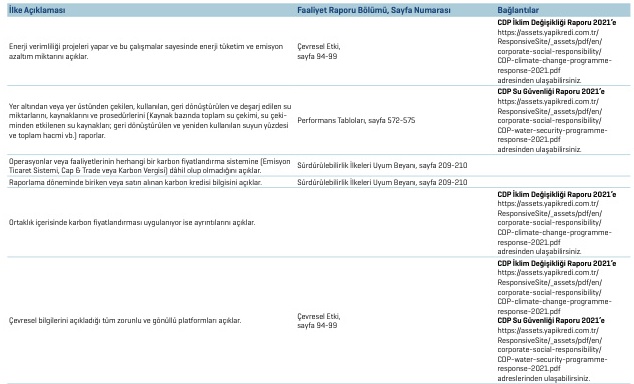 İlke Açıklaması
Faaliyet Raporu Bölümü, Sayfa Numarası
Bağlantılar
Enerji verimliliği projeleri yapar ve bu çalışmalar sayesinde enerji tüketim ve emisyon
azaltım miktarını açıklar.
Çevresel Etki,
sayfa 94-99
CDP İklim Değişikliği Raporu 2021'e
https://assets.yapikredi.com.tr/
ResponsiveSite/_assets/pdf/en/
corporate-social-responsibility/
CDP-climate-change-programme-
response-2021.pdf
adresinden ulaşabilirsiniz.
Yer altından veya yer üstünden çekilen, kullanılan, geri dönüştürülen ve deşarj edilen su
miktarlarını, kaynaklarını ve prosedürlerini (Kaynak bazında toplam su çekimi, su çeki-
minden etkilenen su kaynakları; geri dönüştürülen ve yeniden kullanılan suyun yüzdesi
ve toplam hacmi vb.) raporlar.
Performans Tabloları, sayfa 572-575
CDP Su Güvenliği Raporu 2021'e
https://assets.yapikredi.com.tr/
ResponsiveSite/_assets/pdf/en/
corporate-social-responsibility/
CDP-water-security-programme-
response-2021.pdf
adresinden ulaşabilirsiniz.
Operasyonlar veya faaliyetlerinin herhangi bir karbon fiyatlandırma sistemine (Emisyon
Ticaret Sistemi, Cap & Trade veya Karbon Vergisi) dâhil olup olmadığını açıklar.
Sürdürülebilirlik İlkeleri Uyum Beyanı, sayfa 209-210
Raporlama döneminde biriken veya satın alınan karbon kredisi bilgisini açıklar.
Sürdürülebilirlik İlkeleri Uyum Beyanı, sayfa 209-210
Ortaklık içerisinde karbon fiyatlandırması uygulanıyor ise ayrıntılarını açıklar.
CDP İklim Değişikliği Raporu 2021'e
https://assets.yapikredi.com.tr/
ResponsiveSite/_assets/pdf/en/
corporate-social-responsibility/
CDP-climate-change-programme-
response-2021.pdf
adresinden ulaşabilirsiniz.
Çevresel bilgilerini açıkladığı tüm zorunlu ve gönüllü platformları açıklar.
Çevresel Etki,
sayfa 94-99
CDP İklim Değişikliği Raporu 2021'e
https://assets.yapikredi.com.tr/
ResponsiveSite/_assets/pdf/en/
corporate-social-responsibility/
CDP-climate-change-programme-
response-2021.pdf
CDP Su Güvenliği Raporu 2021'e
https://assets.yapikredi.com.tr/
ResponsiveSite/_assets/pdf/en/
corporate-social-responsibility/
CDP-water-security-programme-
response-2021.pdf
adreslerinden ulaşabilirsiniz.